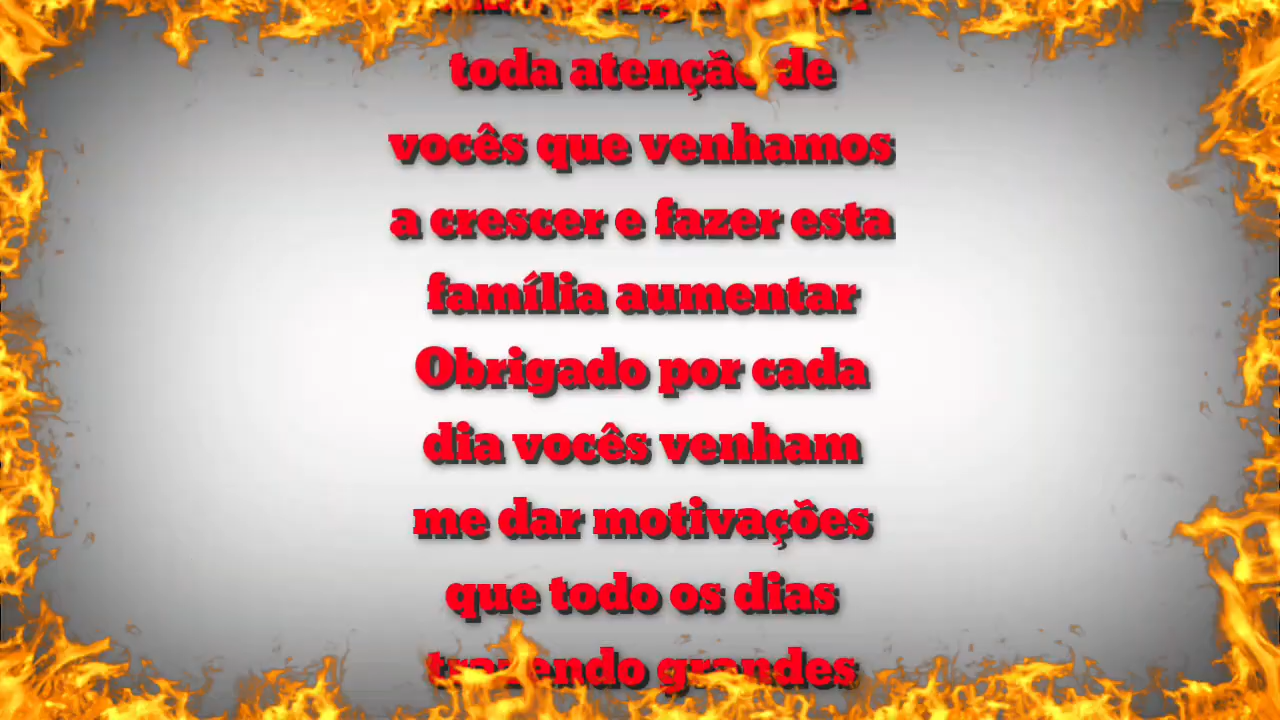 toda atenção de
vocês que venhamos
a crescer e fazer esta
família aumentar
Obrigado por cada
dia vocês venham
me dar motivações
que todo os dias
trazendo grandes